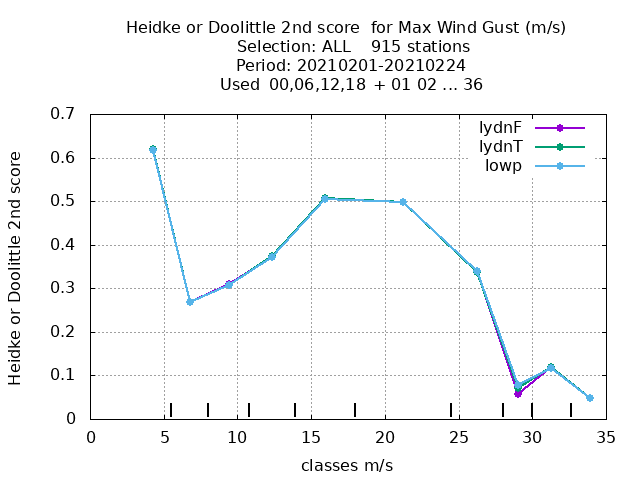 Heidke or Doolittle 2nd score  for Max Wind Gust (m/s)
Selection: ALL    915 stations
Period: 20210201-20210224
Used  00,06,12,18  + 01 02 ... 36
lydnF
lydnT
lowp
0.7
0.6
0.5
0.4
0.3
0.2
0.1
0
Heidke or Doolittle 2nd score
0 5 10 15 20 25 30 35
classes m/s